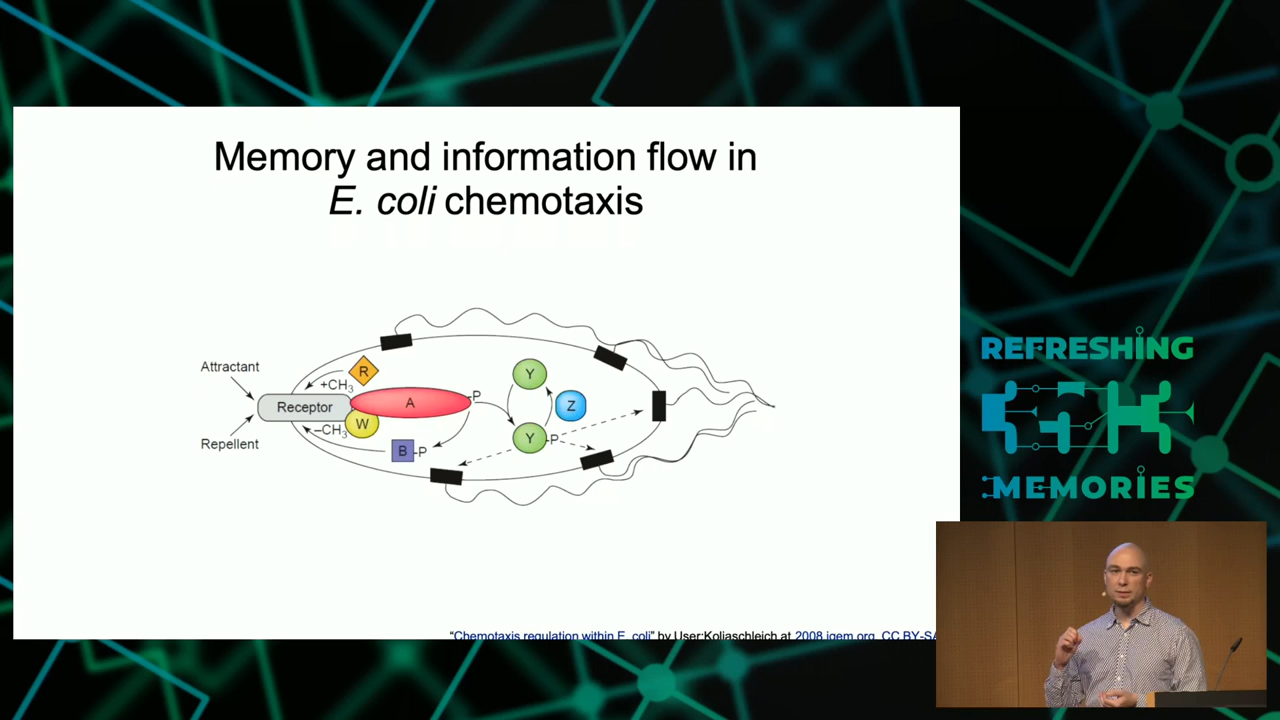 Memory and information flow in
E. coli chemotaxis
Attractant
Receptor
Repellent
R
+CH3
A
-P
W
–CH3
B
-P
Y
Z
Y
-P
"Chemotaxis regulation within E. coli" by User:Koliaschleich at 2008.igem.org, CC BY-SA
REFRESHING
MEMORIES